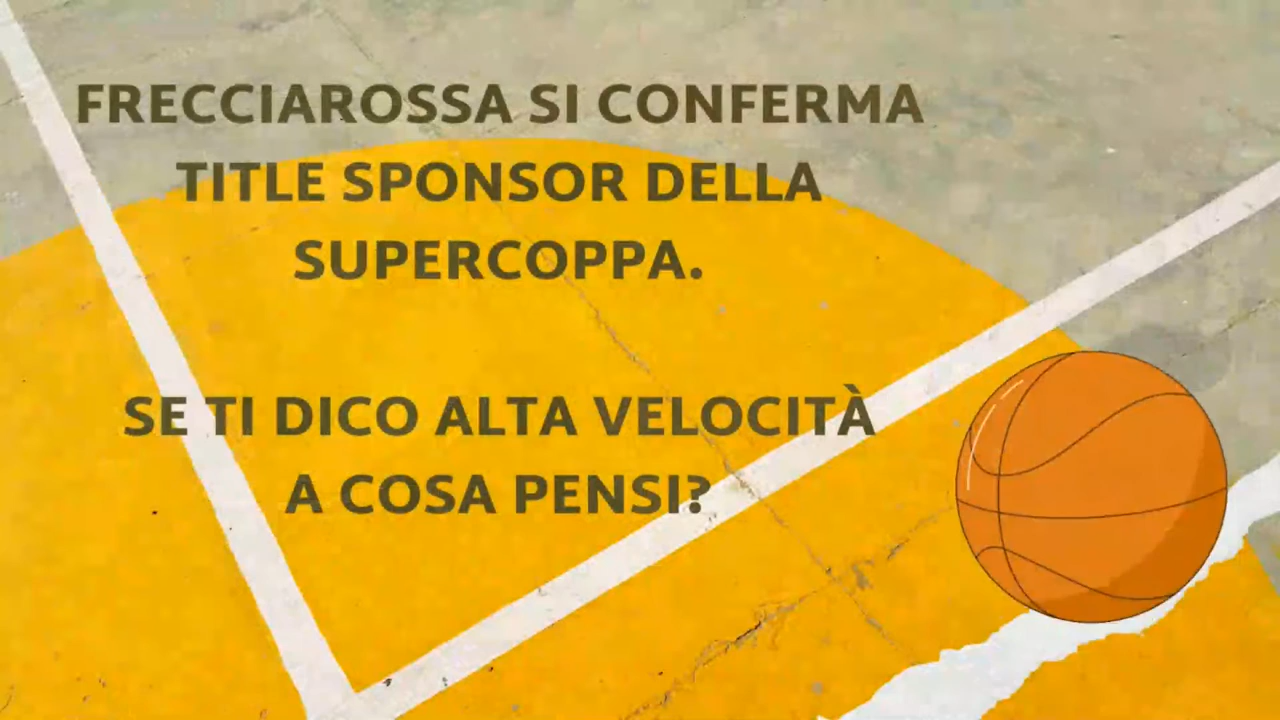 FRECCIAROSSA SI CONFERMA
TITLE SPONSOR DELLA
SUPERCOPPA.
SE TI DICO ALTA VELOCITÀ
A COSA PENSI?